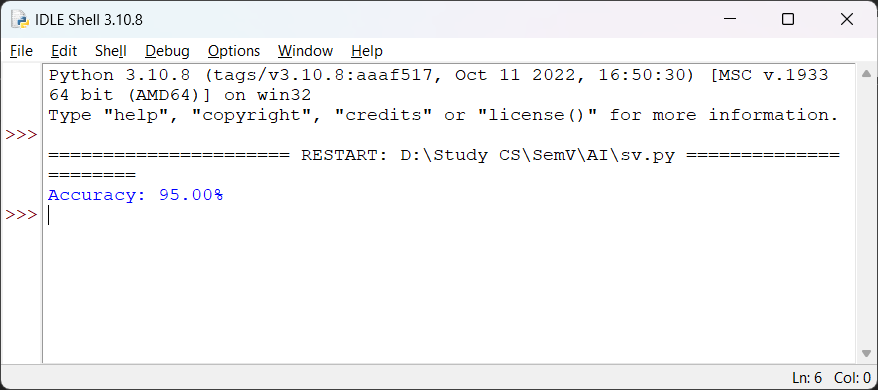 IDLE Shell 3.10.8
File Edit Shell Debug Options Window Help
Python 3.10.8 (tags/v3.10.8:aaaf517, Oct 11 2022, 16:50:30) [MSC v.1933
64 bit (AMD64)] on win32
Type "help", "copyright", "credits" or "license()" for more information.
>>>
====================== RESTART: D:\Study CS\SemV\AI\sv.py ==============
========
Accuracy: 95.00%
>>>
Ln: 6 Col: 0